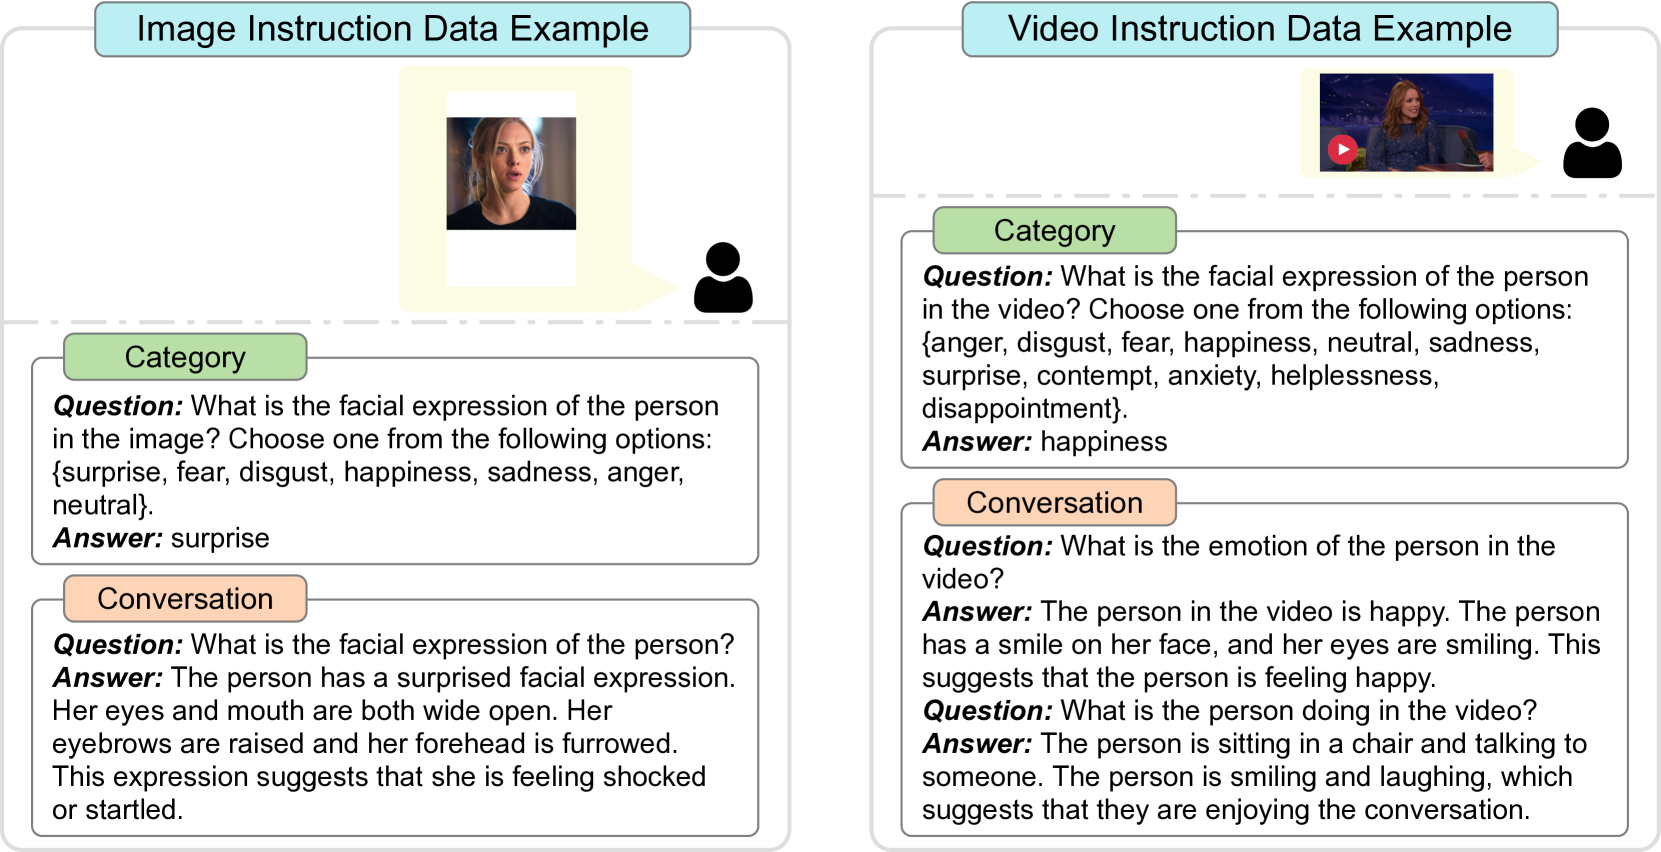 Image Instruction Data Example
Category
Question: What is the facial expression of the person
in the image? Choose one from the following options:
{surprise, fear, disgust, happiness, sadness, anger,
neutral}.
Answer: surprise
Conversation
Question: What is the facial expression of the person?
Answer: The person has a surprised facial expression.
Her eyes and mouth are both wide open. Her
eyebrows are raised and her forehead is furrowed.
This expression suggests that she is feeling shocked
or startled.
Video Instruction Data Example
Category
Question: What is the facial expression of the person
in the video? Choose one from the following options:
{anger, disgust, fear, happiness, neutral, sadness,
surprise, contempt, anxiety, helplessness,
disappointment}.
Answer: happiness
Conversation
Question: What is the emotion of the person in the
video?
Answer: The person in the video is happy. The person
has a smile on her face, and her eyes are smiling. This
suggests that the person is feeling happy.
Question: What is the person doing in the video?
Answer: The person is sitting in a chair and talking to
someone. The person is smiling and laughing, which
suggests that they are enjoying the conversation.